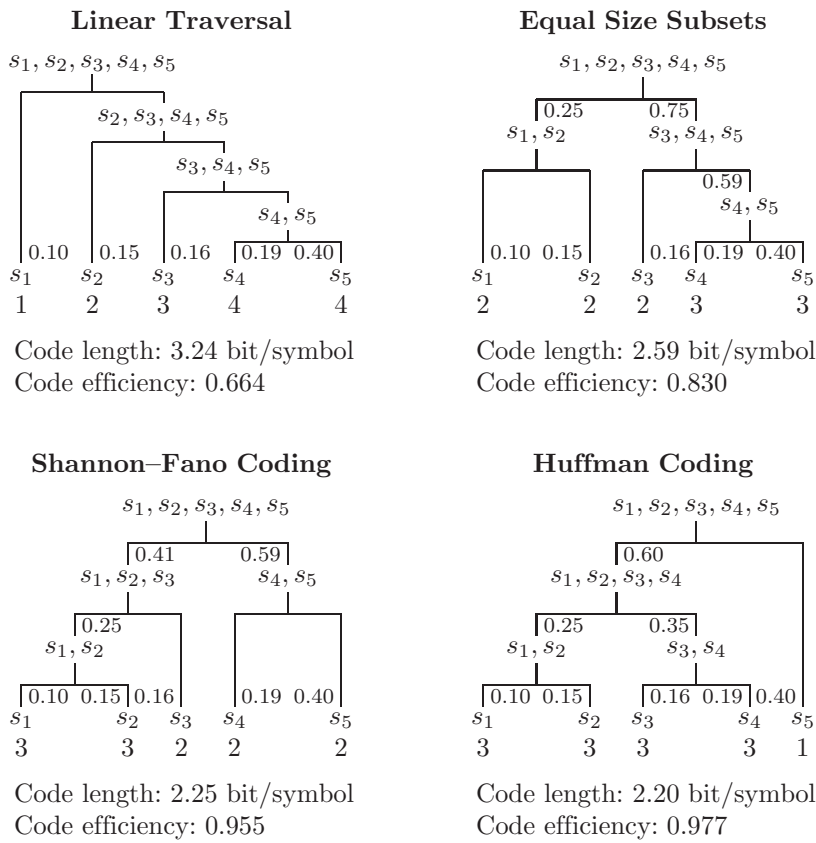 Linear Traversal
s₁, s₂, s₃, s₄, s₅
s₂, s₃, s₄, s₅
s₃, s₄, s₅
s₄, s₅
0.10 0.15 0.16 0.19 0.40
s₁ s₂ s₃ s₄ s₅
1 2 3 4 4
Code length: 3.24 bit/symbol
Code efficiency: 0.664
Equal Size Subsets
s₁, s₂, s₃, s₄, s₅
0.25 0.75
s₁, s₂ s₃, s₄, s₅
0.59
s₄, s₅
0.10 0.15 0.16 0.19 0.40
s₁ s₂ s₃ s₄ s₅
2 2 2 3 3
Code length: 2.59 bit/symbol
Code efficiency: 0.830
Shannon–Fano Coding
s₁, s₂, s₃, s₄, s₅
0.41 0.59
s₁, s₂, s₃ s₄, s₅
0.25
s₁, s₂
0.10 0.15 0.16 0.19 0.40
s₁ s₂ s₃ s₄ s₅
3 3 2 2 2
Code length: 2.25 bit/symbol
Code efficiency: 0.955
Huffman Coding
s₁, s₂, s₃, s₄, s₅
0.60
s₁, s₂, s₃, s₄
0.25 0.35
s₁, s₂ s₃, s₄
0.10 0.15 0.16 0.19 0.40
s₁ s₂ s₃ s₄ s₅
3 3 3 3 1
Code length: 2.20 bit/symbol
Code efficiency: 0.977